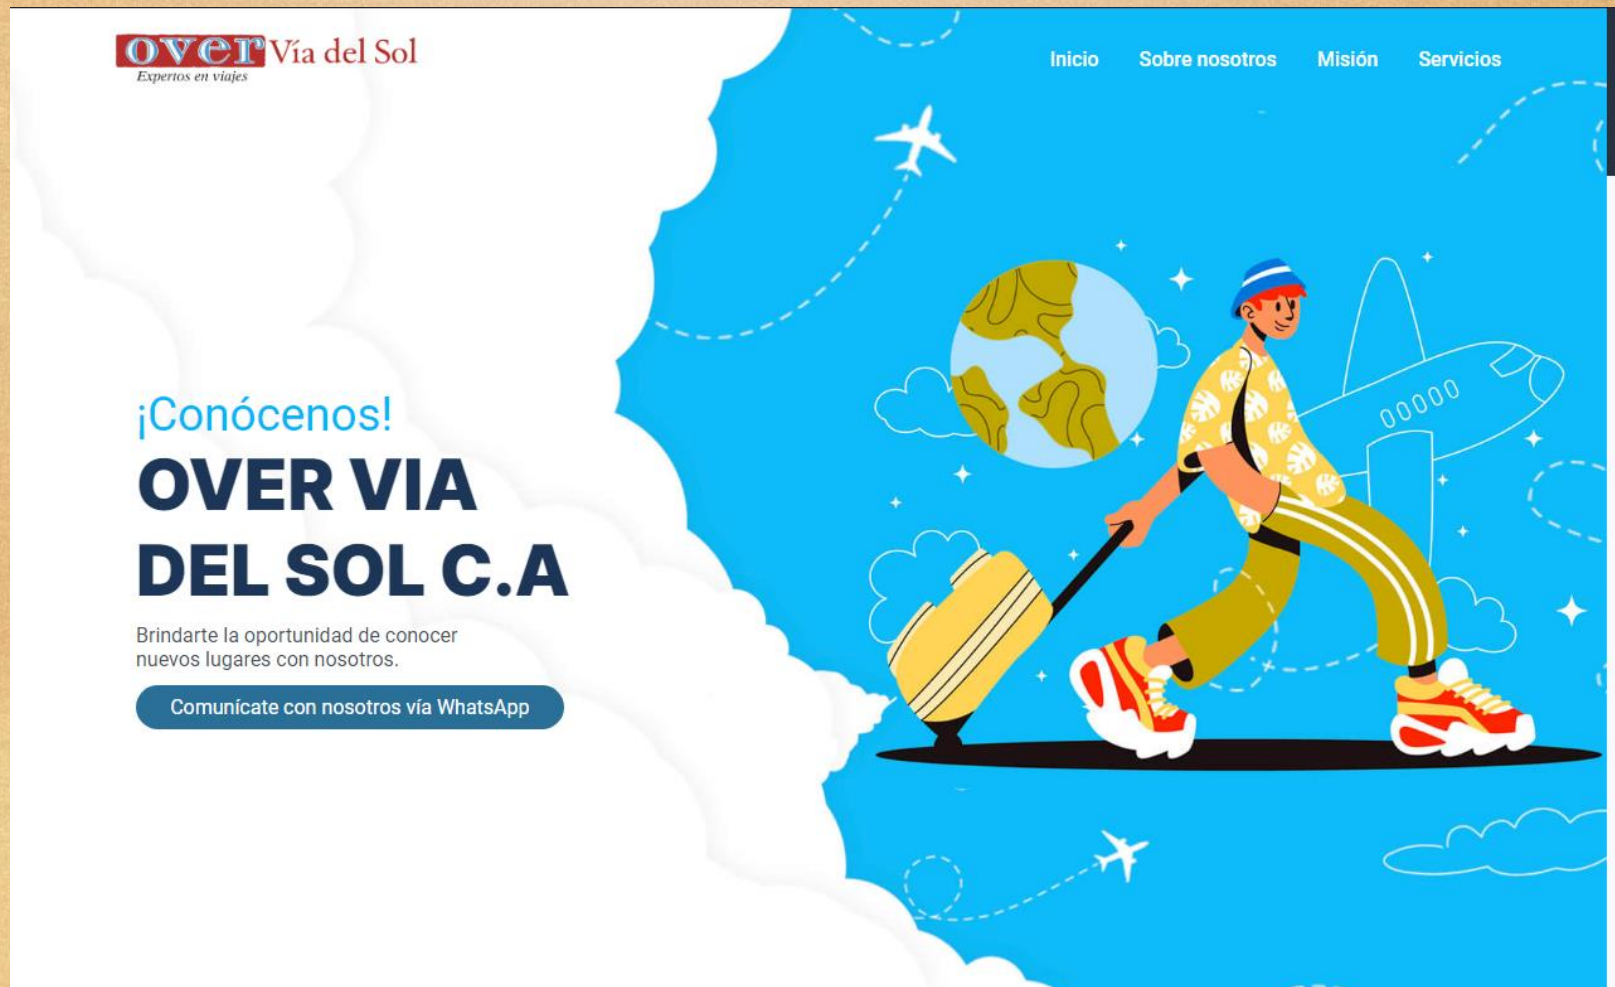 over Vía del Sol
Expertos en viajes
Inicio Sobre nosotros Misión Servicios
¡Conócenos!
OVER VIA
DEL SOL C.A
Brindarte la oportunidad de conocer
nuevos lugares con nosotros.
Comunícate con nosotros vía WhatsApp